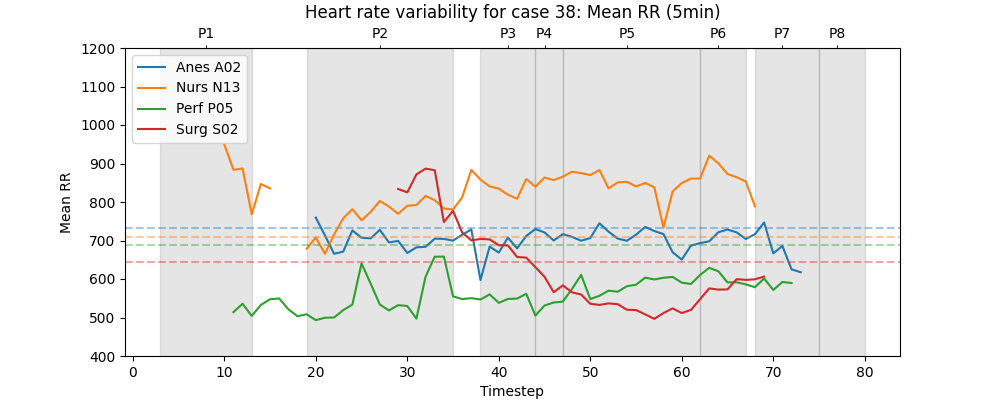 Heart rate variability for case 38: Mean RR (5min)
P1 P2 P3 P4 P5 P6 P7 P8
1200
1100
1000
900
800
700
600
500
400
Mean RR
Anes A02
Nurs N13
Perf P05
Surg S02
0 10 20 30 40 50 60 70 80
Timestep